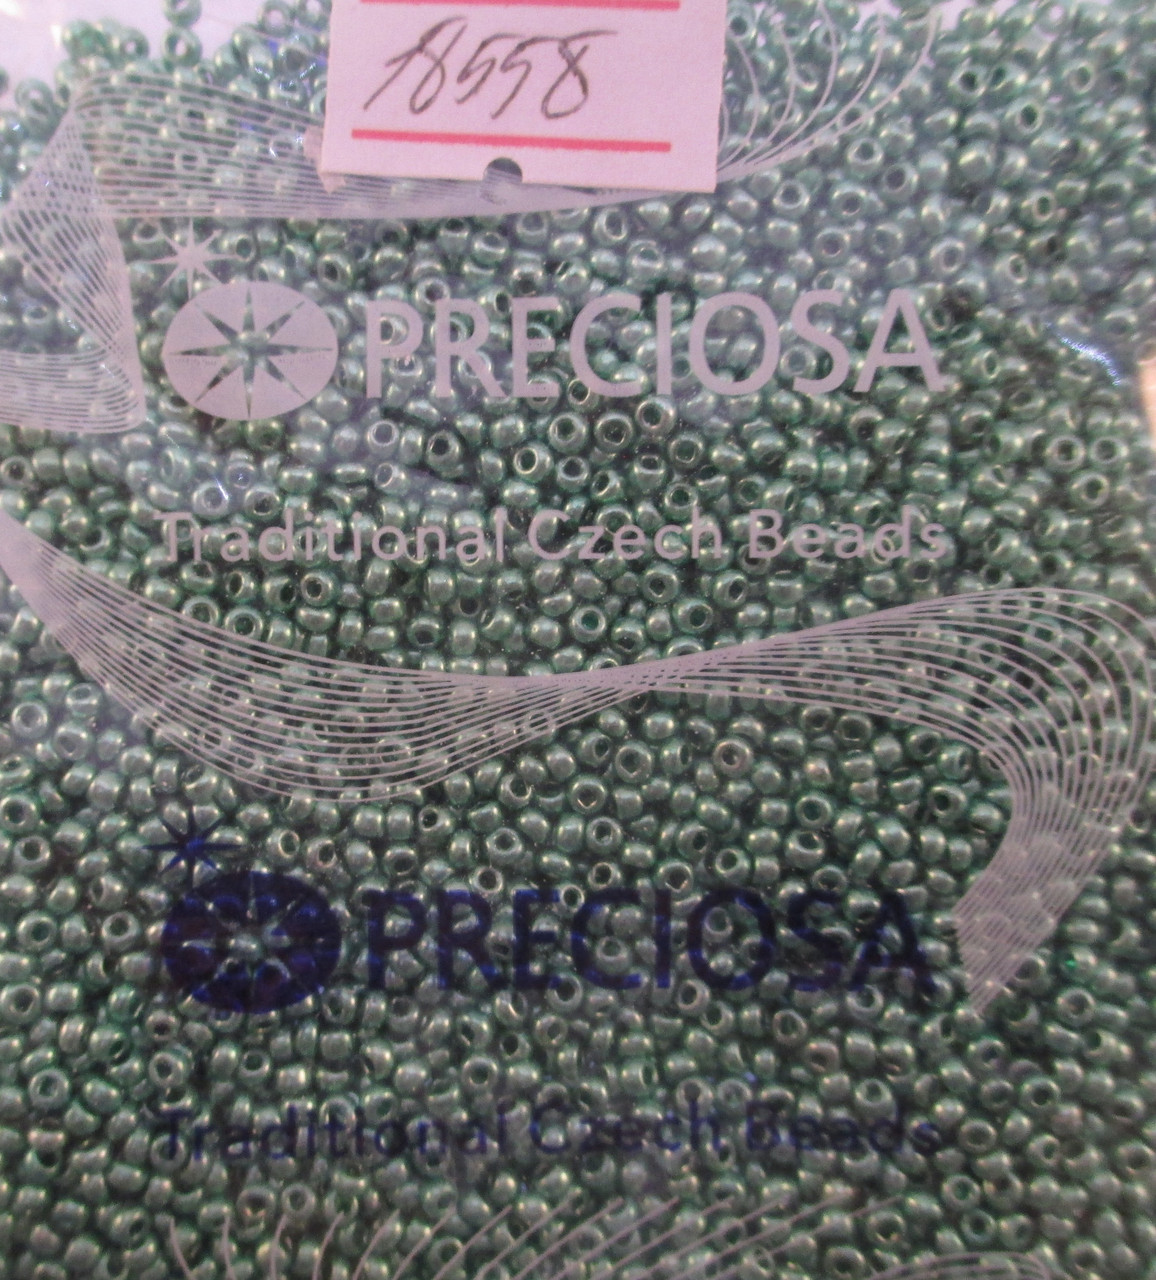 18558
PRECIOSA
Traditional Czech Beads
PRECIOSA
Traditional Czech Beads